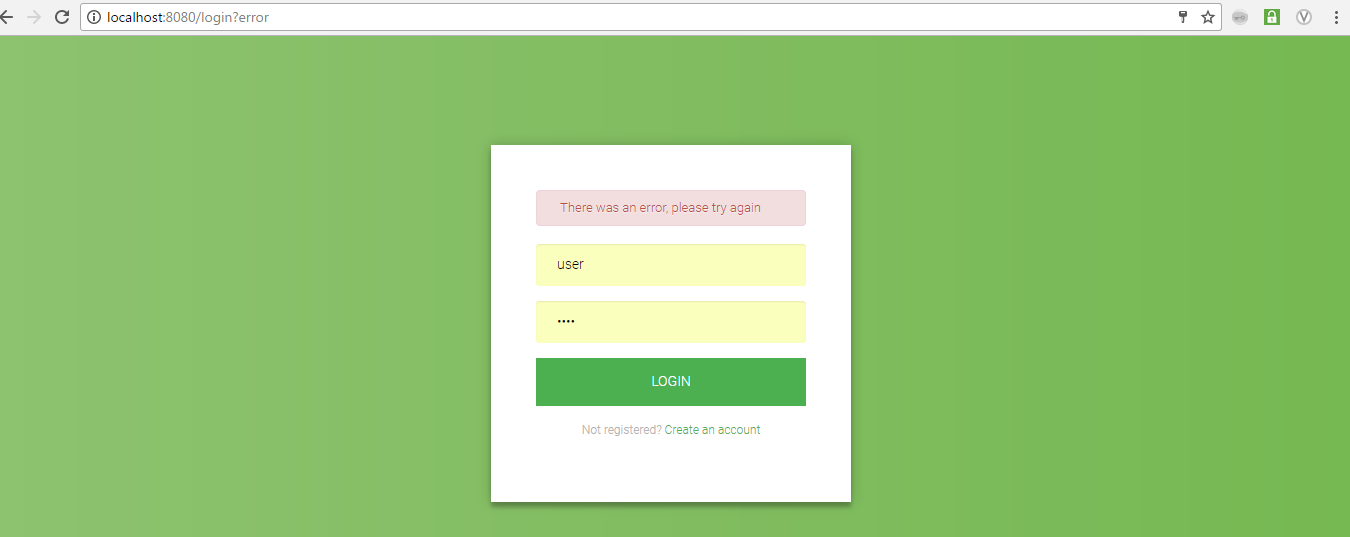 localhost:8080/login?error
There was an error, please try again
user
••••
LOGIN
Not registered? Create an account